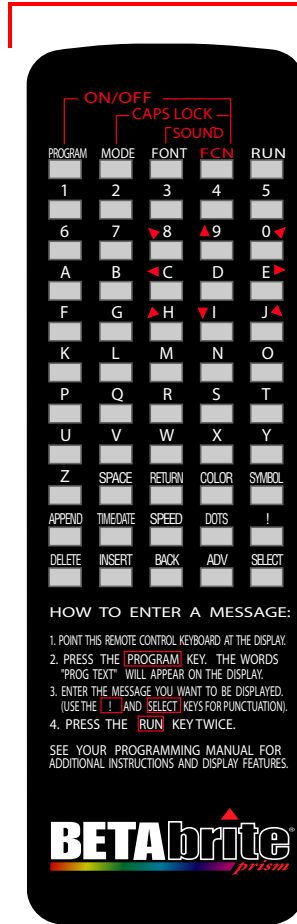 ON/OFF
CAPS LOCK
SOUND
PROGRAM MODE FONT FCN RUN
1 2 3 4 5
6 7 8 9 0
A B C D E
F G H I J
K L M N O
P Q R S T
U V W X Y
Z SPACE RETURN COLOR SYMBOL
APPEND TIME/DATE SPEED DOTS !
DELETE INSERT BACK ADV SELECT
HOW TO ENTER A MESSAGE:
1. POINT THIS REMOTE CONTROL KEYBOARD AT THE DISPLAY.
2. PRESS THE PROGRAM KEY. THE WORDS
"PROG TEXT" WILL APPEAR ON THE DISPLAY.
3. ENTER THE MESSAGE YOU WANT TO BE DISPLAYED.
(USE THE ! AND SELECT KEYS FOR PUNCTUATION).
4. PRESS THE RUN KEY TWICE.
SEE YOUR PROGRAMMING MANUAL FOR
ADDITIONAL INSTRUCTIONS AND DISPLAY FEATURES.
BETAbrite
prism